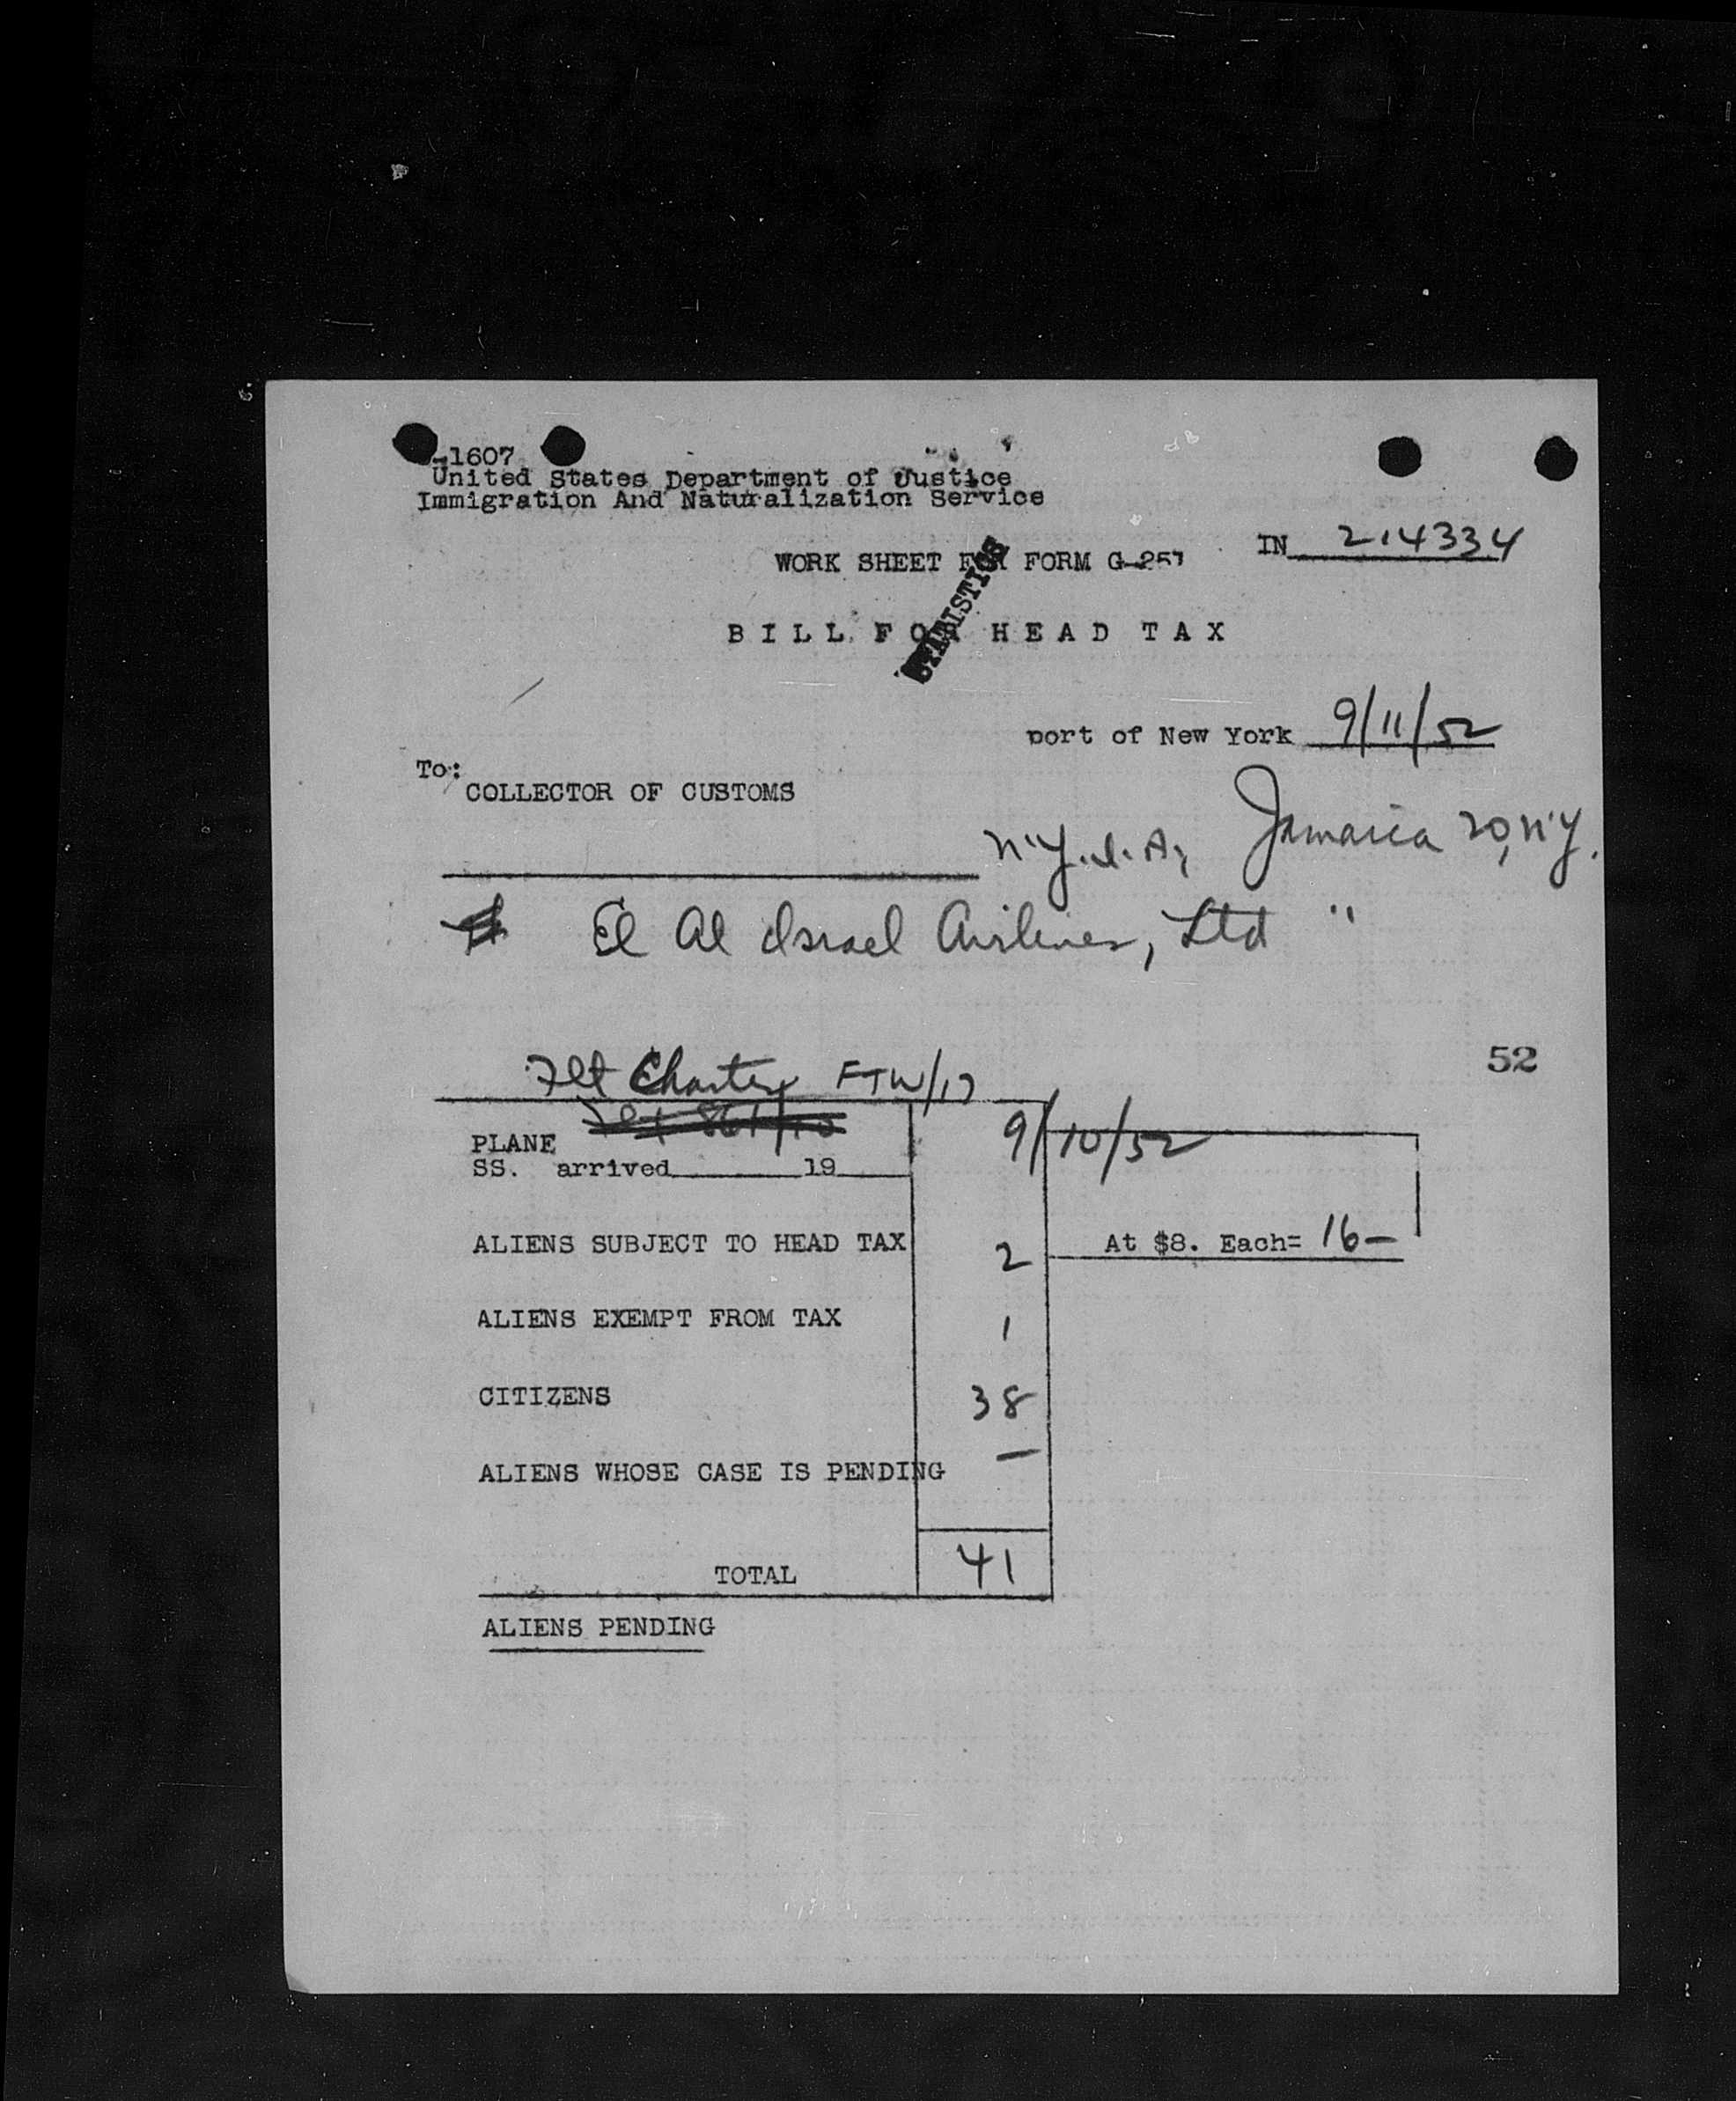 -1607
United States Department of Justice
Immigration And Naturalization Service
IN 214334
WORK SHEET FOR FORM G-257
STATISTICS
BILL FOR HEAD TAX
port of New York 9/11/52
To:
COLLECTOR OF CUSTOMS
N.Y.I.A, Jamaica 20, N.Y.
El Al Israel Airlines, Ltd "
52
Flt Charter FTW/17
PLANE
9/10/52
SS. arrived 19
ALIENS SUBJECT TO HEAD TAX 2 At $8. Each= 16-
ALIENS EXEMPT FROM TAX 1
CITIZENS 38
ALIENS WHOSE CASE IS PENDING —
TOTAL 41
ALIENS PENDING